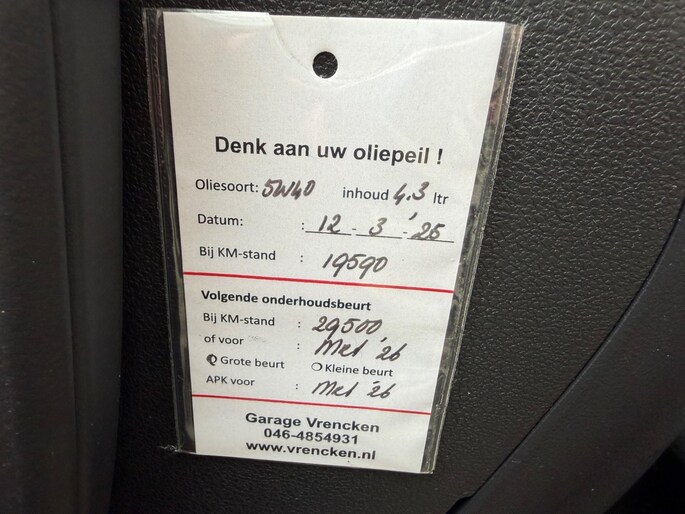 Denk aan uw oliepeil !
Oliesoort: 5W40 inhoud 4.3 ltr
Datum: : 12 - 3 - '25
Bij KM-stand : 19590
Volgende onderhoudsbeurt
Bij KM-stand : 29500
of voor : Mrt '26
Grote beurt Kleine beurt
APK voor : Mrt '26
Garage Vrencken
046-4854931
www.vrencken.nl